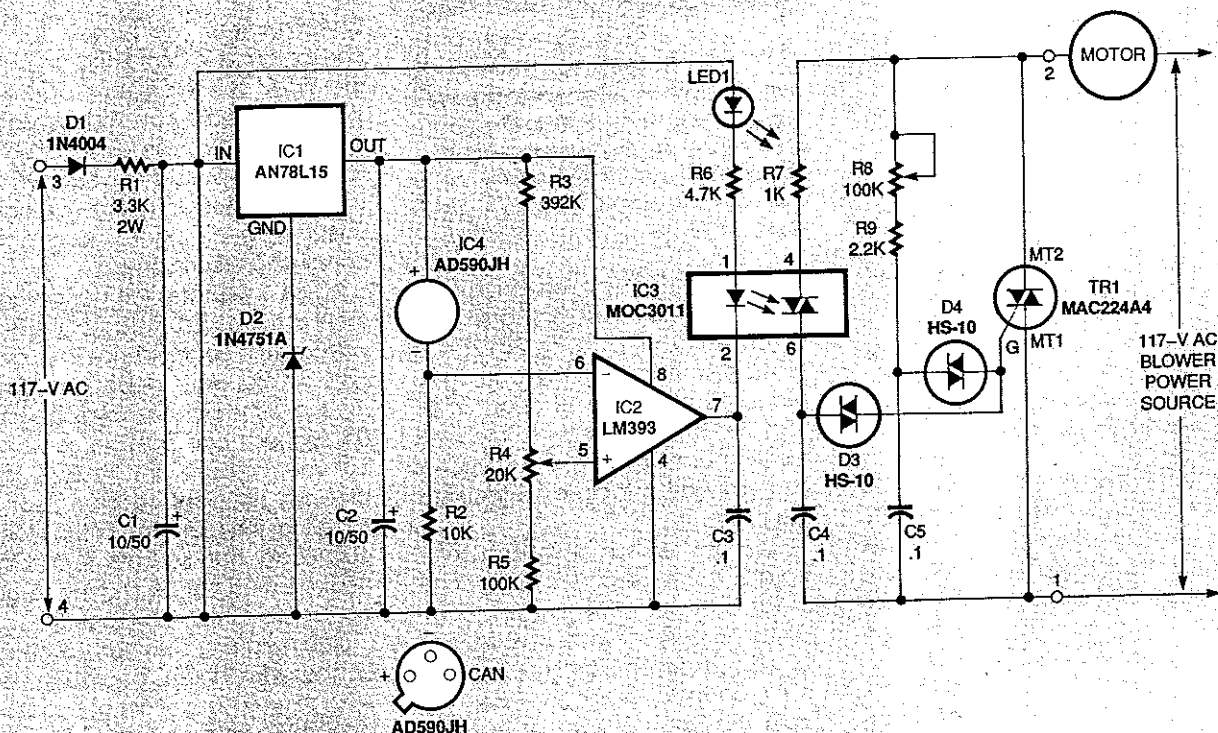 MOTOR
2
LED1
D1
1N4004
3
R1
3.3K
2W
IN
IC1
AN78L15
OUT
GND
R3
392K
R6
4.7K
R7
1K
R8
100K
R9
2.2K
IC4
AD590JH
+
−
D2
1N4751A
1
4
IC3
MOC3011
2
6
D4
HS-10
MT2
TR1
MAC224A4
G
MT1
117–V AC
BLOWER
POWER
SOURCE
117–V AC
6
−
8
IC2
LM393
7
5
+
4
R4
20K
D3
HS-10
C1
10/50
+
C2
10/50
+
R2
10K
R5
100K
C3
.1
C4
.1
C5
.1
4
1
−
+
CAN
AD590JH